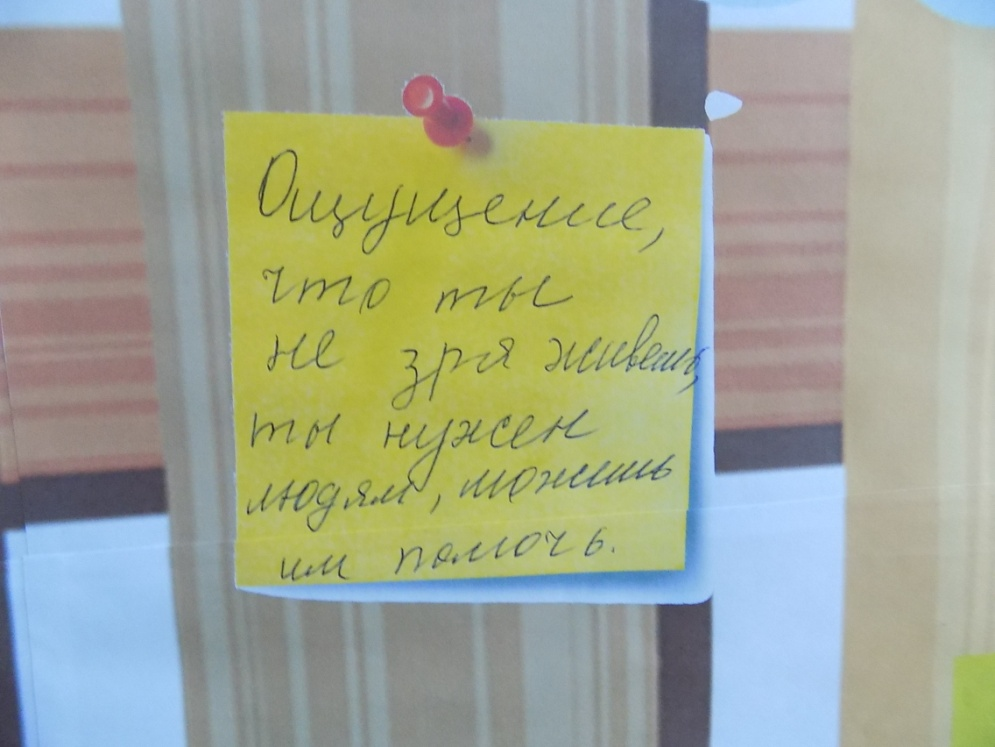 Ощущение,
что ты
не зря живешь,
ты нужен
людям, можешь
им помочь.